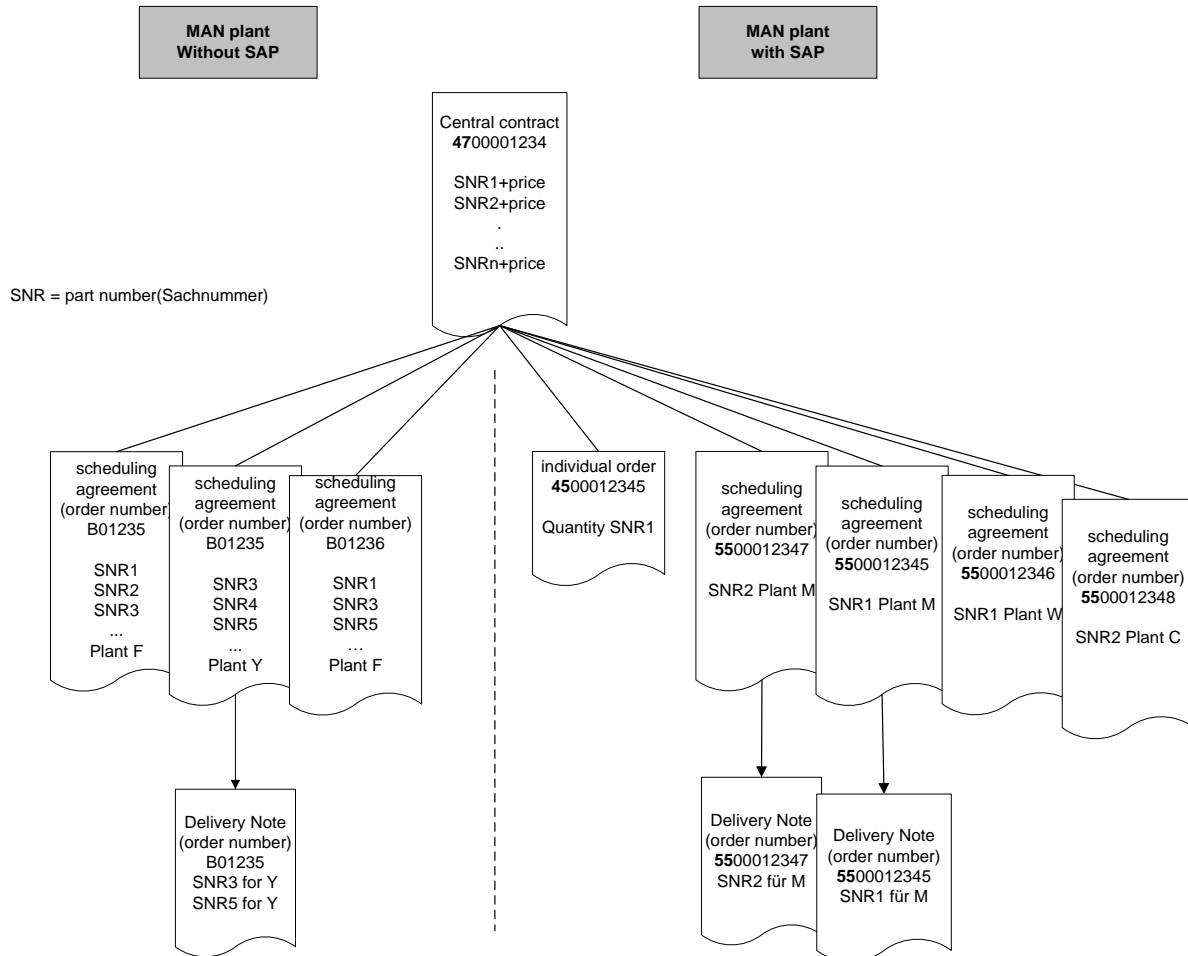 MAN plant
Without SAP
MAN plant
with SAP
Central contract
4700001234
SNR1+price
SNR2+price
.
..
SNRn+price
SNR = part number(Sachnummer)
scheduling
agreement
(order number)
B01235
SNR1
SNR2
SNR3
...
Plant F
scheduling
agreement
(order number)
B01235
SNR3
SNR4
SNR5
...
Plant Y
scheduling
agreement
(order number)
B01236
SNR1
SNR3
SNR5
...
Plant F
individual order
4500012345
Quantity SNR1
scheduling
agreement
(order number)
5500012347
SNR2 Plant M
scheduling
agreement
(order number)
5500012345
SNR1 Plant M
scheduling
agreement
(order number)
5500012346
SNR1 Plant W
scheduling
agreement
(order number)
5500012348
SNR2 Plant C
Delivery Note
(order number)
B01235
SNR3 for Y
SNR5 for Y
Delivery Note
(order number)
5500012347
SNR2 für M
Delivery Note
(order number)
5500012345
SNR1 für M